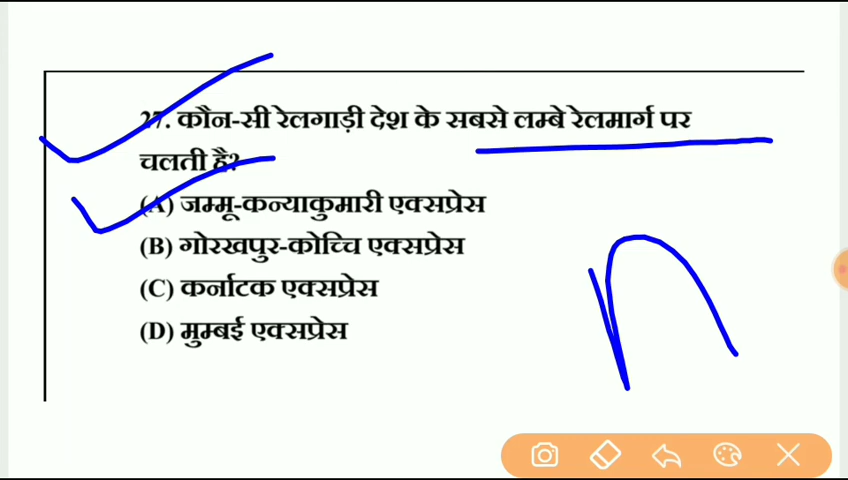 27. कौन-सी रेलगाड़ी देश के सबसे लम्बे रेलमार्ग पर
चलती है?
(A) जम्मू-कन्याकुमारी एक्सप्रेस
(B) गोरखपुर-कोच्चि एक्सप्रेस
(C) कर्नाटक एक्सप्रेस
(D) मुम्बई एक्सप्रेस